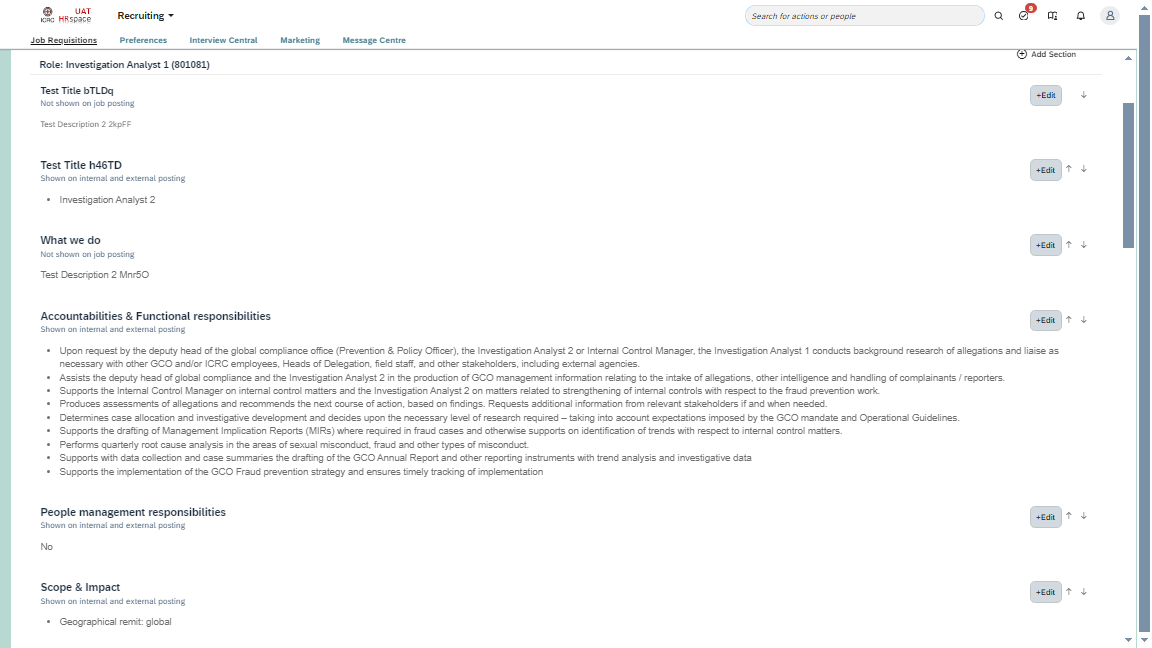 ICRC
UAT
HRspace
Recruiting
Search for actions or people
9
Job Requisitions
Preferences
Interview Central
Marketing
Message Centre
Add Section
Role: Investigation Analyst 1 (801081)
Test Title bTLDq
Not shown on job posting
+Edit
Test Description 2 2kpFF
Test Title h46TD
Shown on internal and external posting
+Edit
• Investigation Analyst 2
What we do
Not shown on job posting
+Edit
Test Description 2 Mnr5O
Accountabilities & Functional responsibilities
Shown on internal and external posting
+Edit
• Upon request by the deputy head of the global compliance office (Prevention & Policy Officer), the Investigation Analyst 2 or Internal Control Manager, the Investigation Analyst 1 conducts background research of allegations and liaise as
necessary with other GCO and/or ICRC employees, Heads of Delegation, field staff, and other stakeholders, including external agencies.
• Assists the deputy head of global compliance and the Investigation Analyst 2 in the production of GCO management information relating to the intake of allegations, other intelligence and handling of complainants / reporters.
• Supports the Internal Control Manager on internal control matters and the Investigation Analyst 2 on matters related to strengthening of internal controls with respect to the fraud prevention work.
• Produces assessments of allegations and recommends the next course of action, based on findings. Requests additional information from relevant stakeholders if and when needed.
• Determines case allocation and investigative development and decides upon the necessary level of research required – taking into account expectations imposed by the GCO mandate and Operational Guidelines.
• Supports the drafting of Management Implication Reports (MIRs) where required in fraud cases and otherwise supports on identification of trends with respect to internal control matters.
• Performs quarterly root cause analysis in the areas of sexual misconduct, fraud and other types of misconduct.
• Supports with data collection and case summaries the drafting of the GCO Annual Report and other reporting instruments with trend analysis and investigative data
• Supports the implementation of the GCO Fraud prevention strategy and ensures timely tracking of implementation
People management responsibilities
Shown on internal and external posting
+Edit
No
Scope & Impact
Shown on internal and external posting
+Edit
• Geographical remit: global